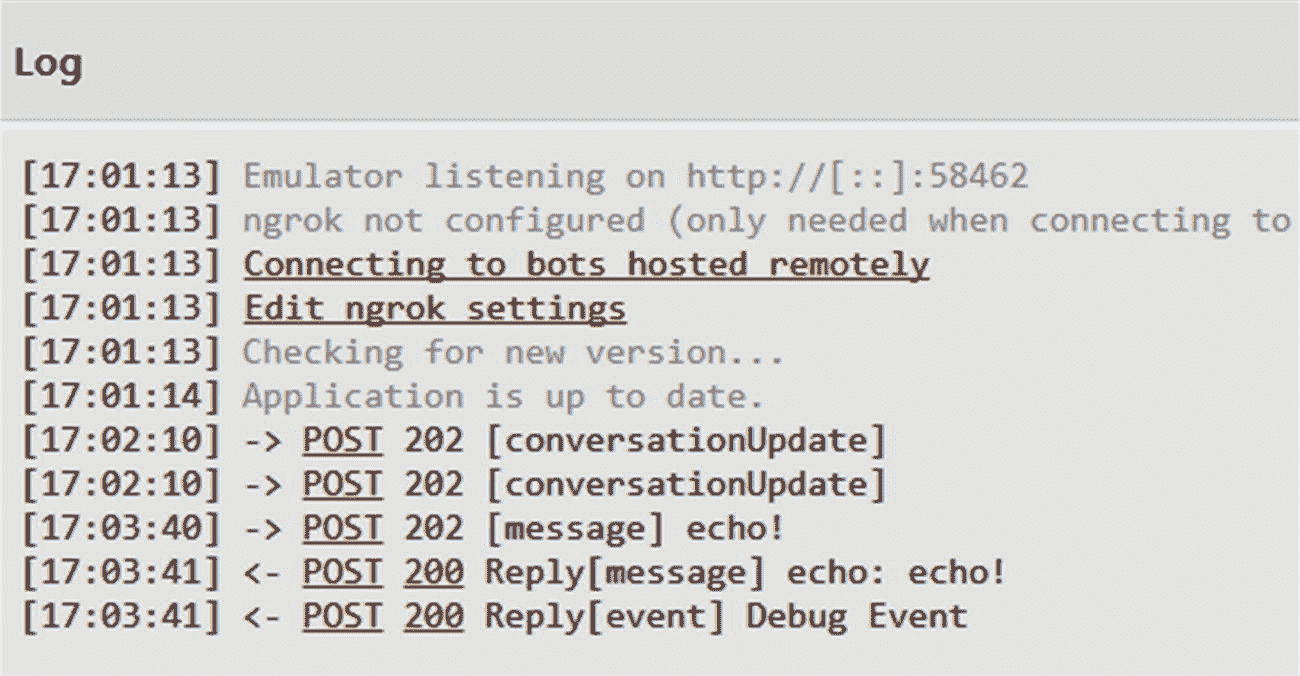 Log
[17:01:13] Emulator listening on http://[::]:58462
[17:01:13] ngrok not configured (only needed when connecting to
[17:01:13] Connecting to bots hosted remotely
[17:01:13] Edit ngrok settings
[17:01:13] Checking for new version...
[17:01:14] Application is up to date.
[17:02:10] -> POST 202 [conversationUpdate]
[17:02:10] -> POST 202 [conversationUpdate]
[17:03:40] -> POST 202 [message] echo!
[17:03:41] <- POST 200 Reply[message] echo: echo!
[17:03:41] <- POST 200 Reply[event] Debug Event